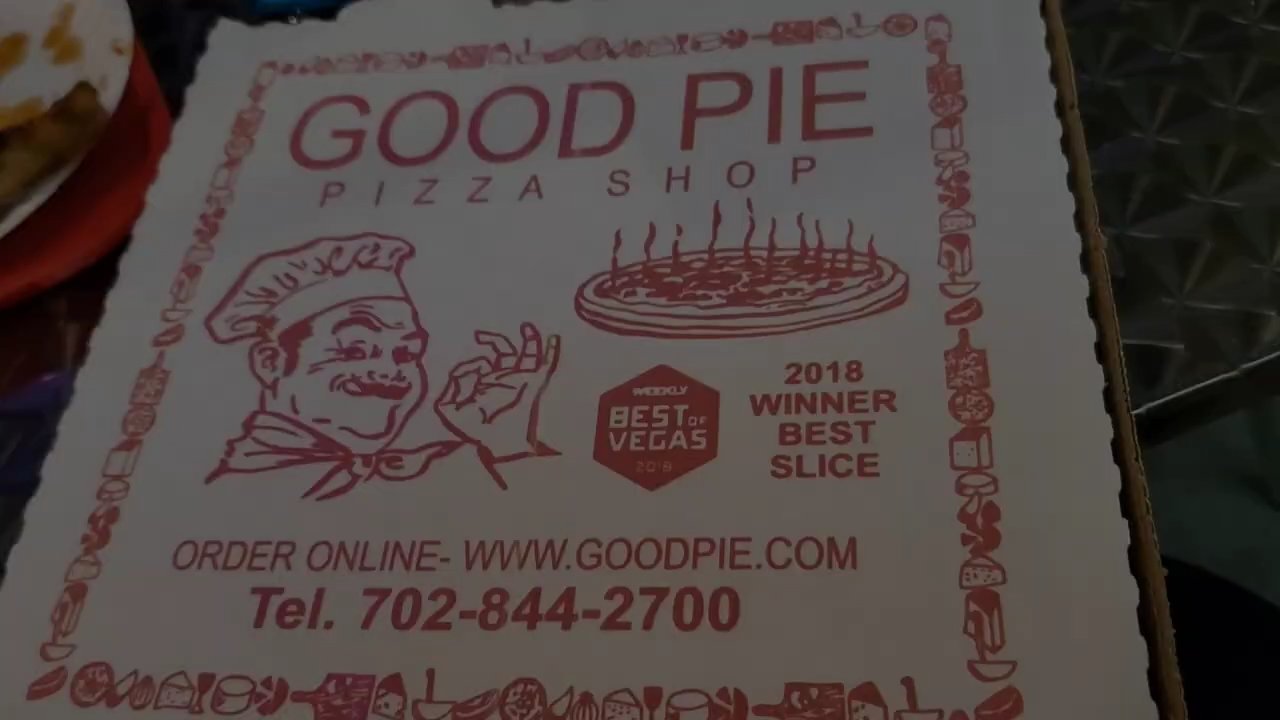 GOOD PIE
PIZZA SHOP
WEEKLY
BEST OF
VEGAS
2018
2018
WINNER
BEST
SLICE
ORDER ONLINE- WWW.GOODPIE.COM
Tel. 702-844-2700